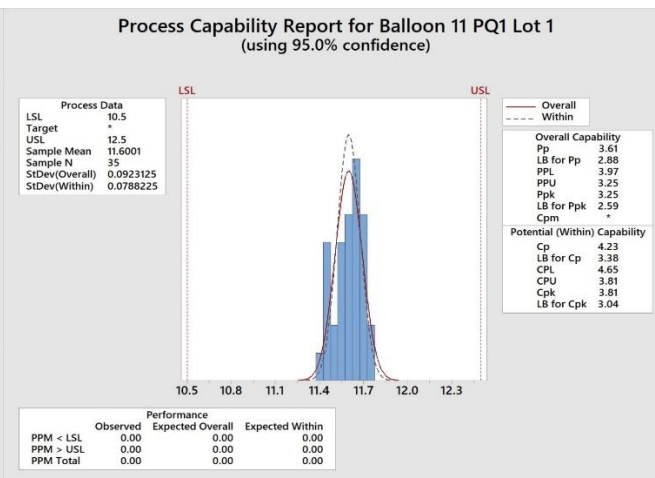 Process Capability Report for Balloon 11 PQ1 Lot 1
(using 95.0% confidence)
LSL
USL
Process Data
LSL 10.5
Target *
USL 12.5
Sample Mean 11.6001
Sample N 35
StDev(Overall) 0.0923125
StDev(Within) 0.0788225
Overall
Within
Overall Capability
Pp 3.61
LB for Pp 2.88
PPL 3.97
PPU 3.25
Ppk 3.25
LB for Ppk 2.59
Cpm *
Potential (Within) Capability
Cp 4.23
LB for Cp 3.38
CPL 4.65
CPU 3.81
Cpk 3.81
LB for Cpk 3.04
10.5 10.8 11.1 11.4 11.7 12.0 12.3
Performance
Observed Expected Overall Expected Within
PPM < LSL 0.00 0.00 0.00
PPM > USL 0.00 0.00 0.00
PPM Total 0.00 0.00 0.00